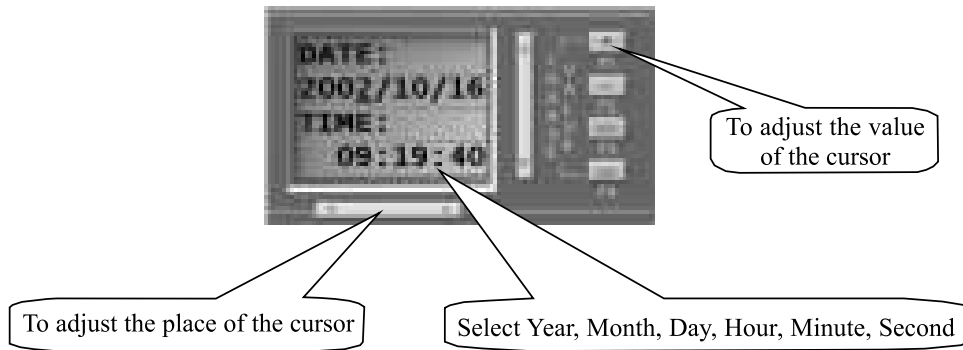 DATE:
2002/10/16
TIME:
09:19:40
To adjust the value
of the cursor
To adjust the place of the cursor
Select Year, Month, Day, Hour, Minute, Second